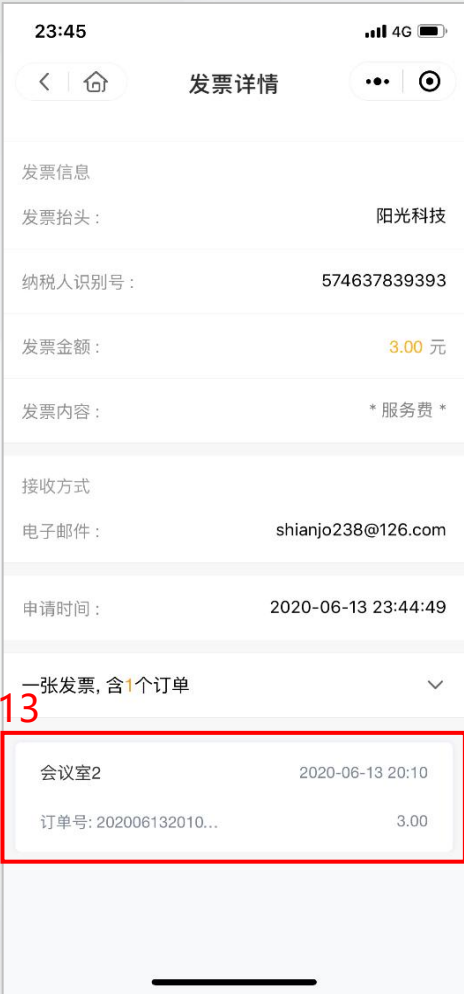 23:45
4G
发票详情
发票信息
发票抬头 : 阳光科技
纳税人识别号 : 574637839393
发票金额 : 3.00 元
发票内容 : * 服务费 *
接收方式
电子邮件 : shianjo238@126.com
申请时间 : 2020-06-13 23:44:49
一张发票, 含1个订单
13
会议室2 2020-06-13 20:10
订单号: 202006132010... 3.00